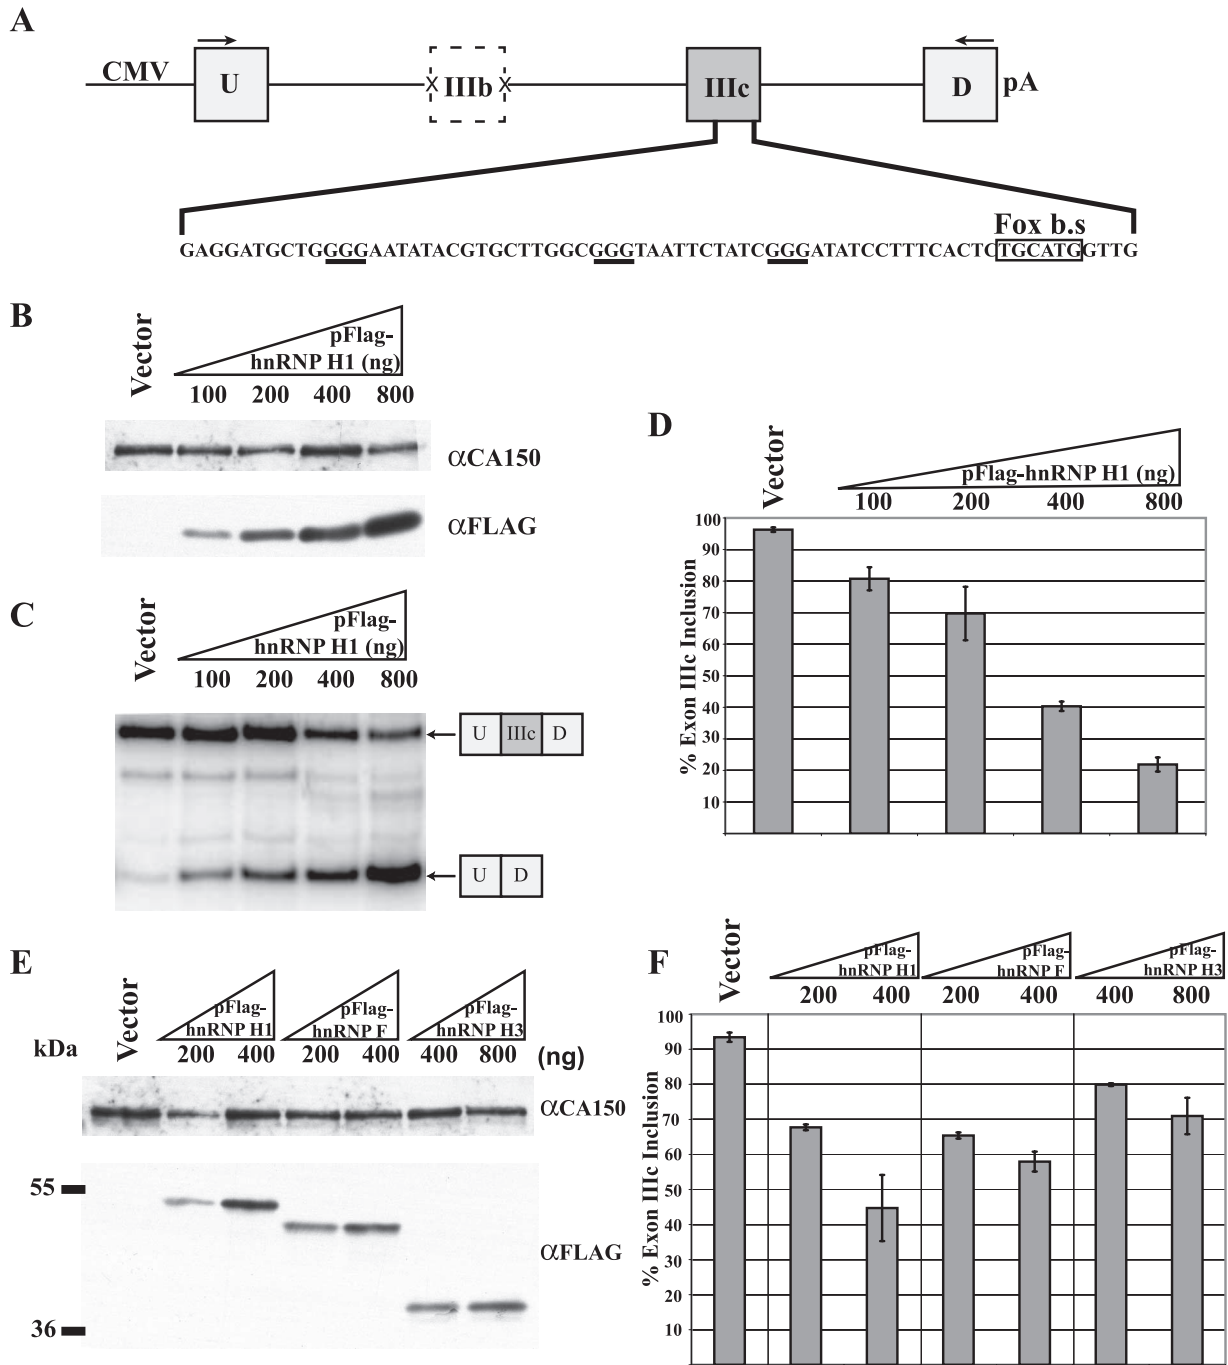 A
CMV
U
X IIIb X
IIIc
D
pA
Fox b.s
GAGGATGCTGGGGAATATACGTGCTTGGCGGGTAATTCTATCGGGATATCCTTTCACTCTGCATGGTTG
B
Vector
pFlag-
hnRNP H1 (ng)
100 200 400 800
αCA150
αFLAG
C
Vector
pFlag-
hnRNP H1 (ng)
100 200 400 800
U IIIc D
U D
D
Vector
pFlag-hnRNP H1 (ng)
100 200 400 800
% Exon IIIc Inclusion
100
90
80
70
60
50
40
30
20
10
E
kDa
Vector
pFlag-
hnRNP H1
pFlag-
hnRNP F
pFlag-
hnRNP H3
200 400 200 400 400 800 (ng)
αCA150
55
αFLAG
36
F
Vector
pFlag-
hnRNP H1
pFlag-
hnRNP F
pFlag-
hnRNP H3
200 400 200 400 400 800
% Exon IIIc Inclusion
100
90
80
70
60
50
40
30
20
10